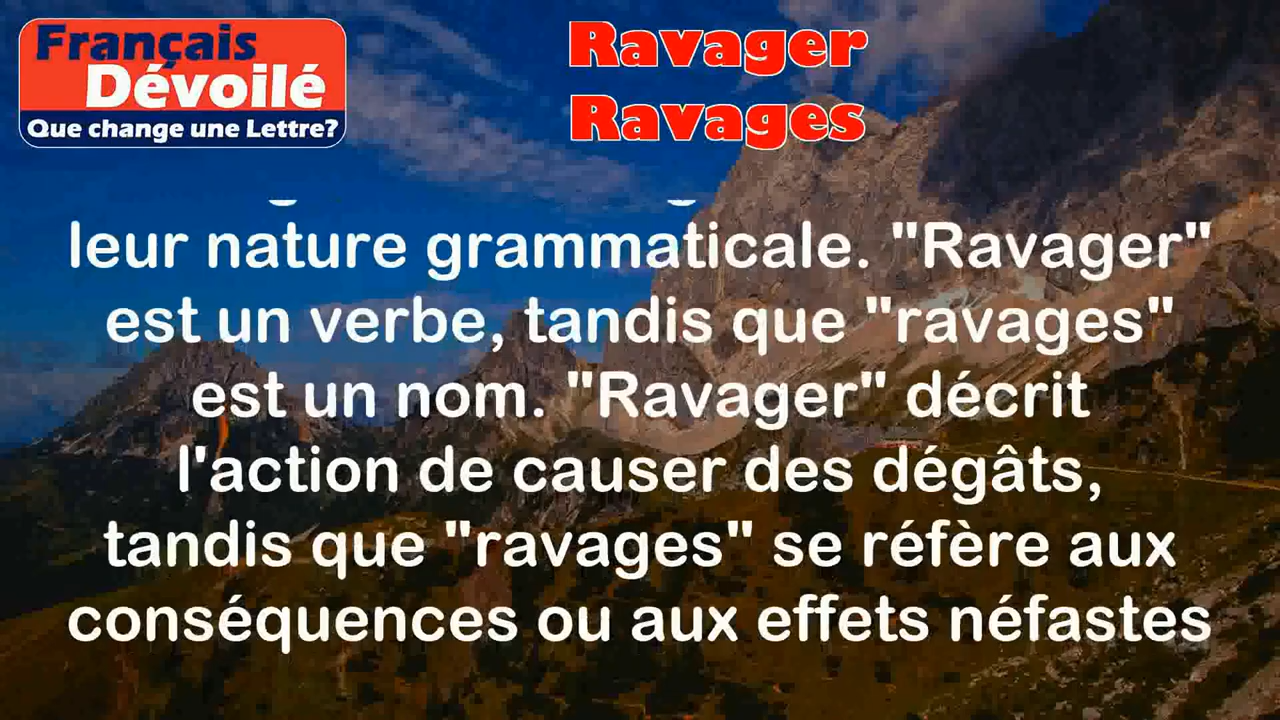 Français
Dévoilé
Que change une Lettre?
Ravager
Ravages
leur nature grammaticale. "Ravager"
est un verbe, tandis que "ravages"
est un nom. "Ravager" décrit
l'action de causer des dégâts,
tandis que "ravages" se réfère aux
conséquences ou aux effets néfastes